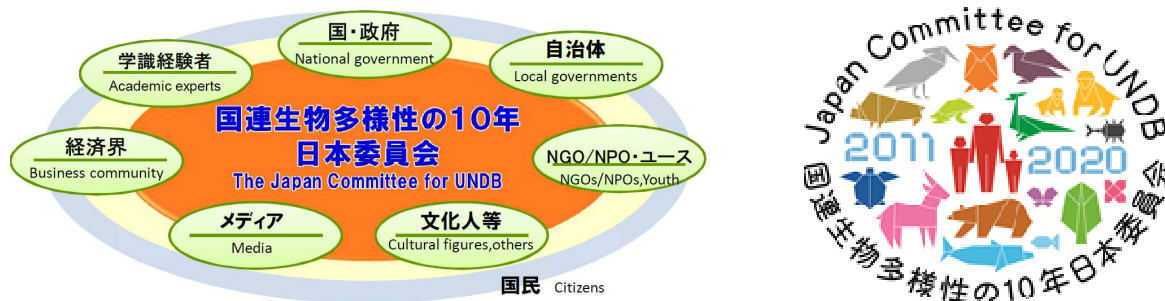 国・政府
National government
学識経験者
Academic experts
自治体
Local governments
国連生物多様性の10年
日本委員会
The Japan Committee for UNDB
経済界
Business community
NGO/NPO・ユース
NGOs/NPOs,Youth
メディア
Media
文化人等
Cultural figures,others
国民 Citizens
Japan Committee for UNDB
2011 2020
国連生物多様性の10年日本委員会